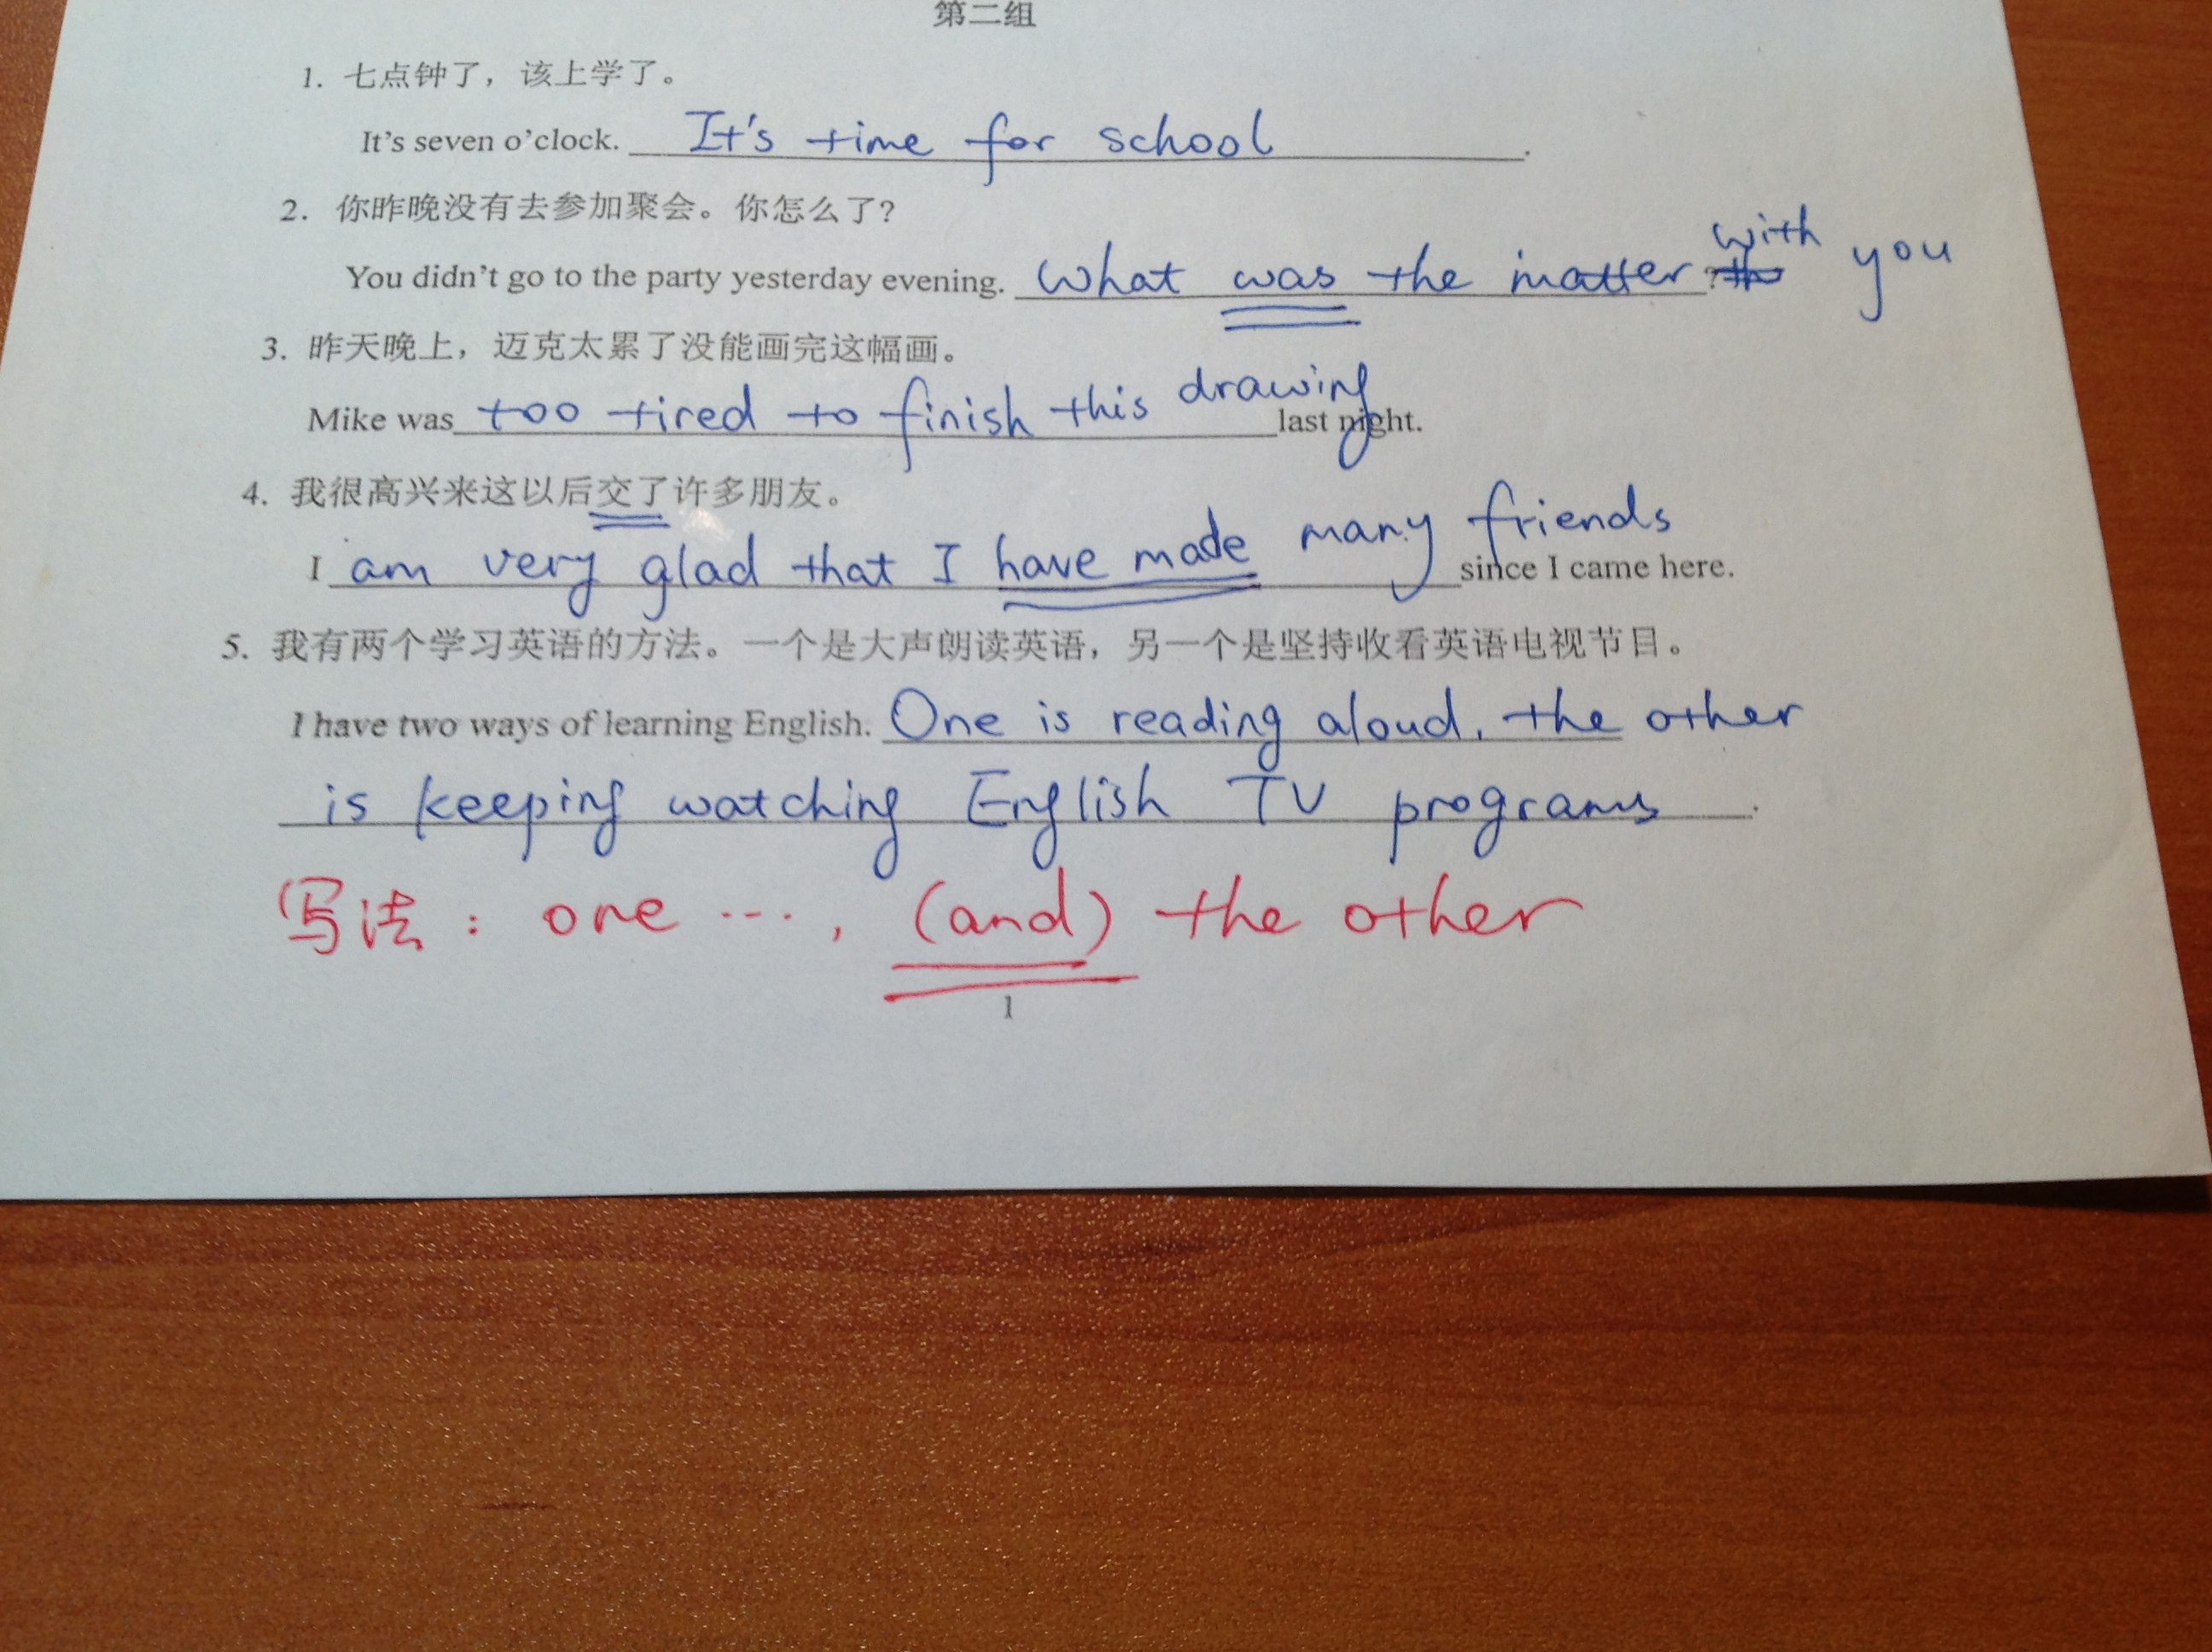 第二组
1. 七点钟了，该上学了。
It's seven o'clock. It's time for school.
2. 你昨晚没有去参加聚会。你怎么了?
You didn't go to the party yesterday evening. What was the matter with you?
3. 昨天晚上，迈克太累了没能画完这幅画。
Mike was too tired to finish this drawing last night.
4. 我很高兴来这以后交了许多朋友。
I am very glad that I have made many friends since I came here.
5. 我有两个学习英语的方法。一个是大声朗读英语，另一个是坚持收看英语电视节目。
I have two ways of learning English. One is reading aloud, the other
is keeping watching English TV programs.
写法: one ..., (and) the other
1